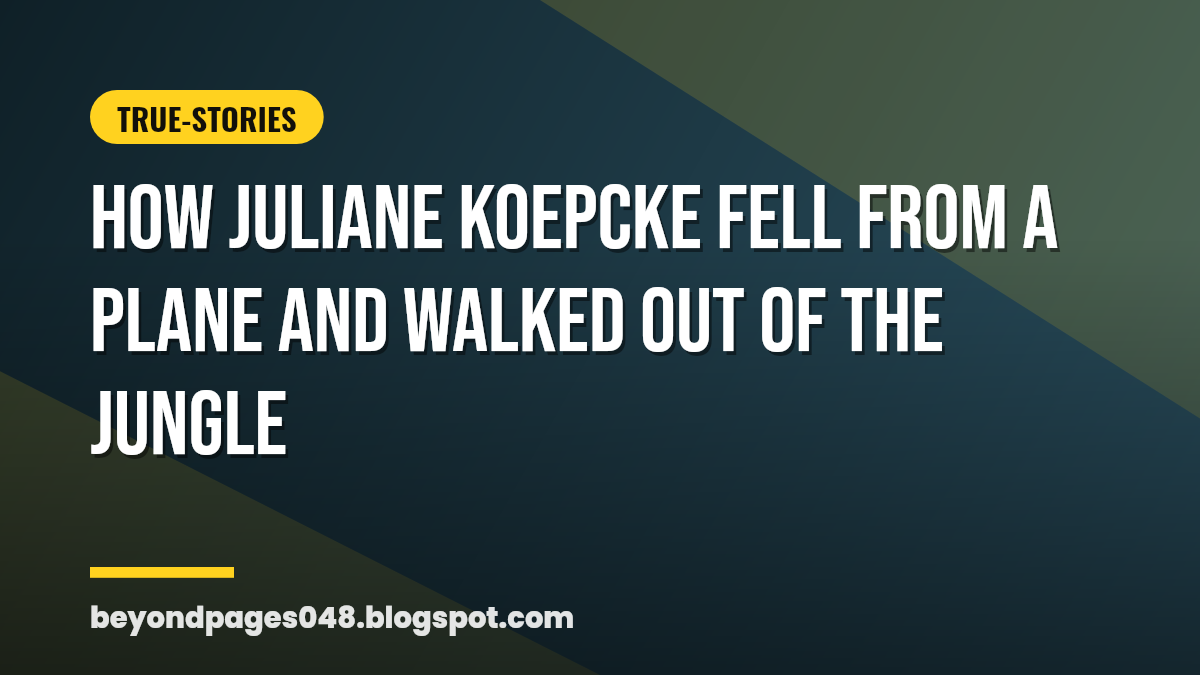 TRUE-STORIES
HOW JULIANE KOEPCKE FELL FROM A
PLANE AND WALKED OUT OF THE
JUNGLE
beyondpages048.blogspot.com